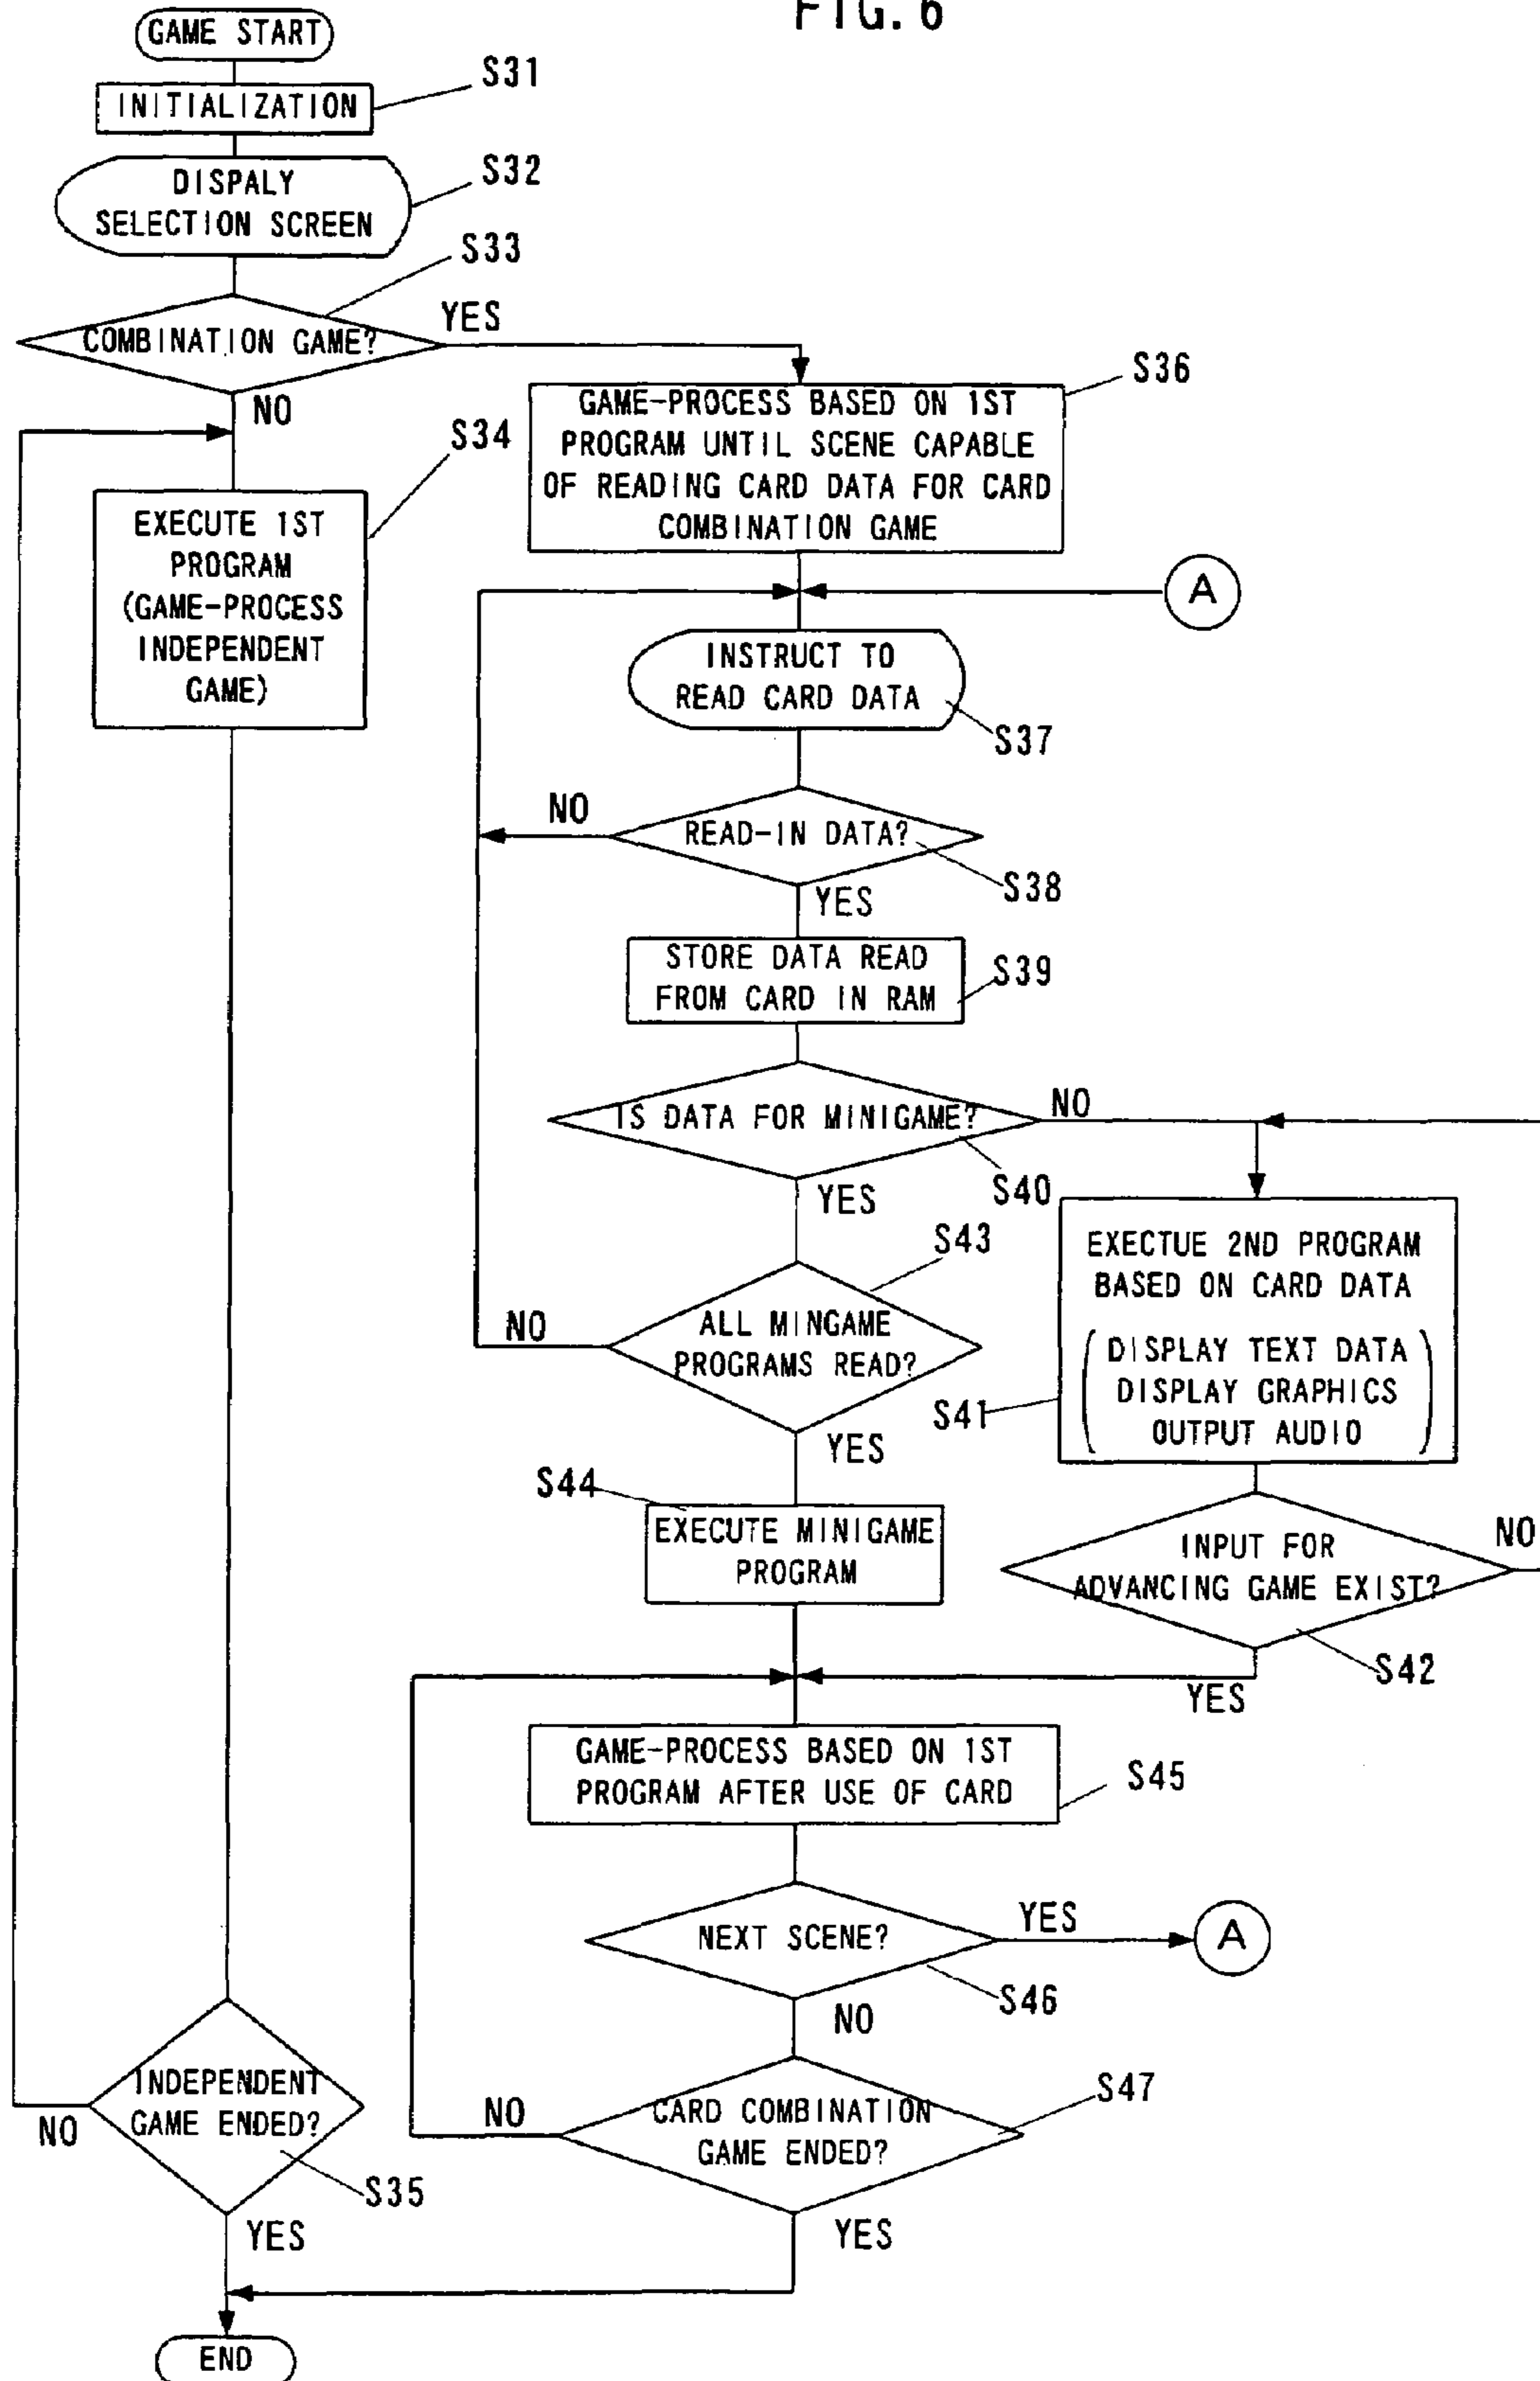 FIG. 6
GAME START
INITIALIZATION
S31
DISPALY
SELECTION SCREEN
S32
S33
COMBINATION GAME?
YES
NO
S34
EXECUTE 1ST
PROGRAM
(GAME-PROCESS
INDEPENDENT
GAME)
S36
GAME-PROCESS BASED ON 1ST
PROGRAM UNTIL SCENE CAPABLE
OF READING CARD DATA FOR CARD
COMBINATION GAME
A
INSTRUCT TO
READ CARD DATA
S37
NO
READ-IN DATA?
S38
YES
STORE DATA READ
FROM CARD IN RAM
S39
IS DATA FOR MINIGAME?
NO
S40
YES
S43
ALL MINGAME
PROGRAMS READ?
NO
YES
EXECTUE 2ND PROGRAM
BASED ON CARD DATA
(DISPLAY TEXT DATA
DISPLAY GRAPHICS
OUTPUT AUDIO)
S41
S44
EXECUTE MINIGAME
PROGRAM
INPUT FOR
ADVANCING GAME EXIST?
NO
S42
YES
GAME-PROCESS BASED ON 1ST
PROGRAM AFTER USE OF CARD
S45
NEXT SCENE?
YES
A
S46
NO
INDEPENDENT
GAME ENDED?
NO
S35
YES
CARD COMBINATION
GAME ENDED?
S47
NO
YES
END